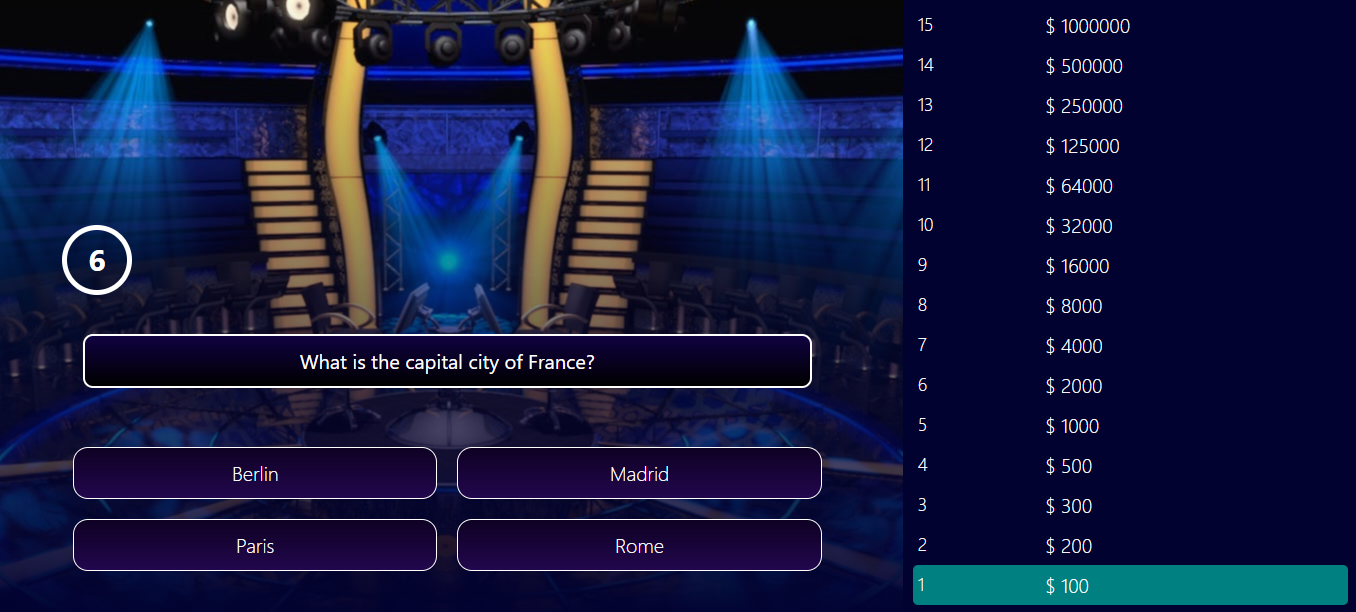 6
What is the capital city of France?
Berlin
Madrid
Paris
Rome
15 $ 1000000
14 $ 500000
13 $ 250000
12 $ 125000
11 $ 64000
10 $ 32000
9 $ 16000
8 $ 8000
7 $ 4000
6 $ 2000
5 $ 1000
4 $ 500
3 $ 300
2 $ 200
1 $ 100